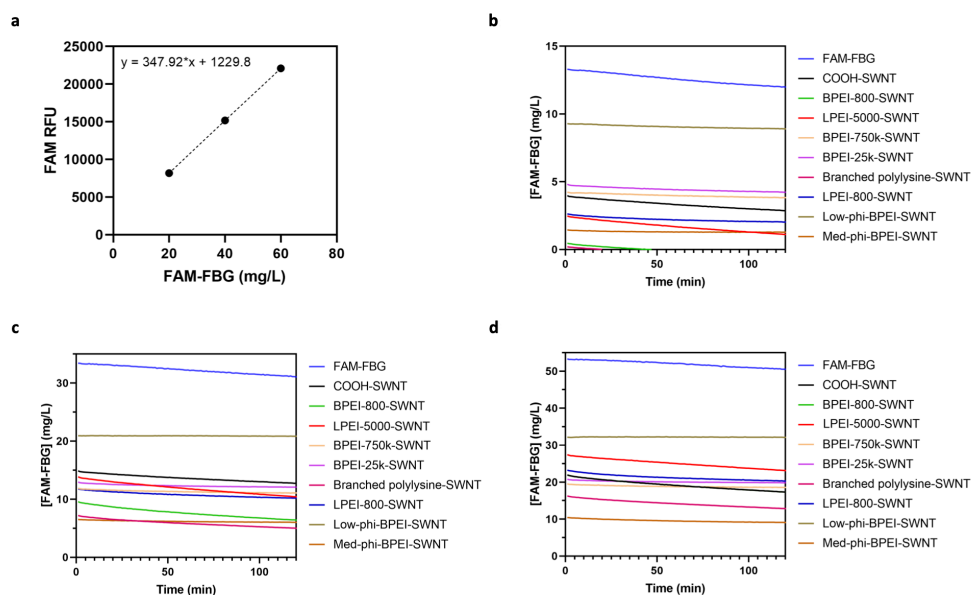 a
25000
20000
15000
10000
5000
0
0
20
40
60
80
y = 347.92*x + 1229.8
FAM RFU
FAM-FBG (mg/L)
b
15
10
5
0
0
50
100
[FAM-FBG] (mg/L)
Time (min)
FAM-FBG
COOH-SWNT
BPEI-800-SWNT
LPEI-5000-SWNT
BPEI-750k-SWNT
BPEI-25k-SWNT
Branched polylysine-SWNT
LPEI-800-SWNT
Low-phi-BPEI-SWNT
Med-phi-BPEI-SWNT
c
30
20
10
0
0
50
100
[FAM-FBG] (mg/L)
Time (min)
FAM-FBG
COOH-SWNT
BPEI-800-SWNT
LPEI-5000-SWNT
BPEI-750k-SWNT
BPEI-25k-SWNT
Branched polylysine-SWNT
LPEI-800-SWNT
Low-phi-BPEI-SWNT
Med-phi-BPEI-SWNT
d
50
40
30
20
10
0
0
50
100
[FAM-FBG] (mg/L)
Time (min)
FAM-FBG
COOH-SWNT
BPEI-800-SWNT
LPEI-5000-SWNT
BPEI-750k-SWNT
BPEI-25k-SWNT
Branched polylysine-SWNT
LPEI-800-SWNT
Low-phi-BPEI-SWNT
Med-phi-BPEI-SWNT